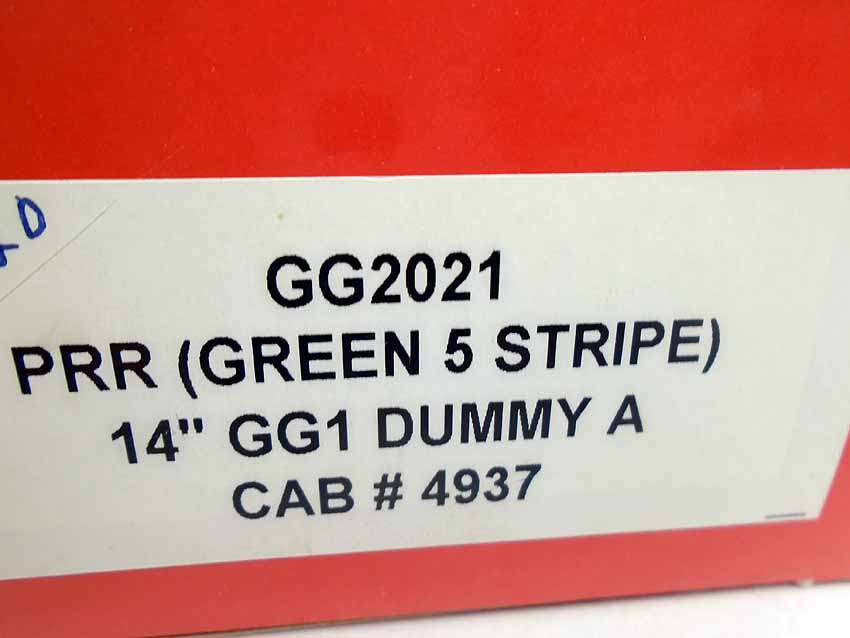 GG2021
PRR (GREEN 5 STRIPE)
14" GG1 DUMMY A
CAB # 4937